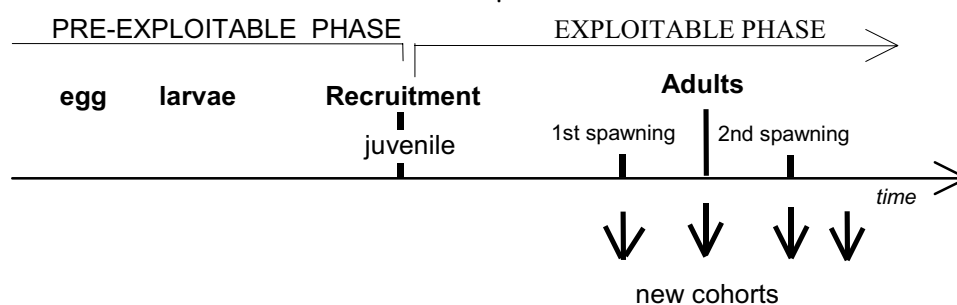 PRE-EXPLOITABLE PHASE EXPLOITABLE PHASE
egg larvae Recruitment Adults
juvenile 1st spawning 2nd spawning
time
new cohorts